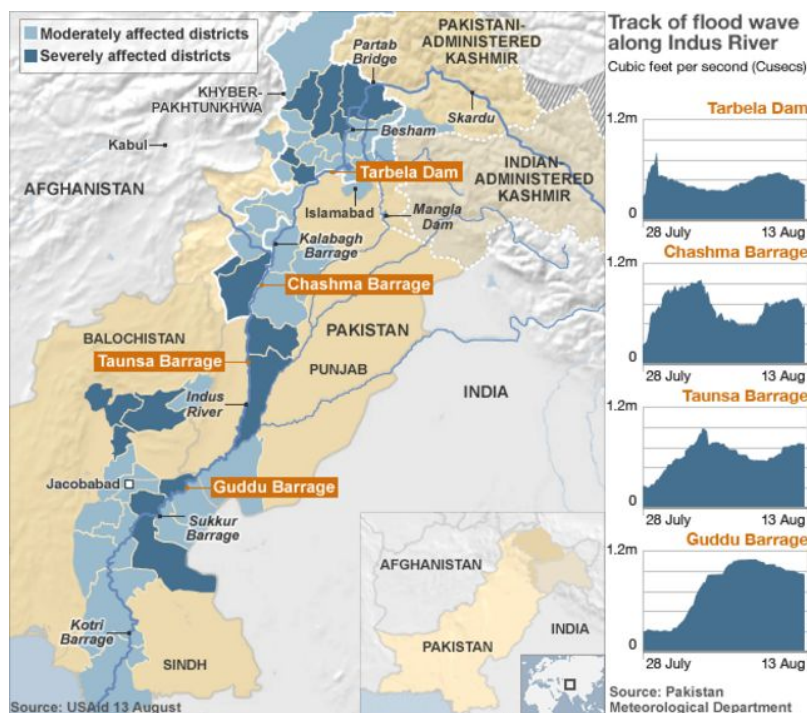 Moderately affected districts
Severely affected districts
PAKISTANI-
ADMINISTERED
KASHMIR
Partab
Bridge
KHYBER-
PAKHTUNKHWA
Skardu
Besham
Kabul
Tarbela Dam
INDIAN-
ADMINISTERED
KASHMIR
AFGHANISTAN
Islamabad
Mangla
Dam
Kalabagh
Barrage
Chashma Barrage
BALOCHISTAN
PAKISTAN
Taunsa Barrage
PUNJAB
Indus
River
INDIA
Jacobabad
Guddu Barrage
Sukkur
Barrage
Kotri
Barrage
SINDH
AFGHANISTAN
PAKISTAN
INDIA
Source: USAid 13 August
Track of flood wave
along Indus River
Cubic feet per second (Cusecs)
Tarbela Dam
1.2m
0
28 July 13 Aug
Chashma Barrage
1.2m
0
28 July 13 Aug
Taunsa Barrage
1.2m
0
28 July 13 Aug
Guddu Barrage
1.2m
0
28 July 13 Aug
Source: Pakistan
Meteorological Department